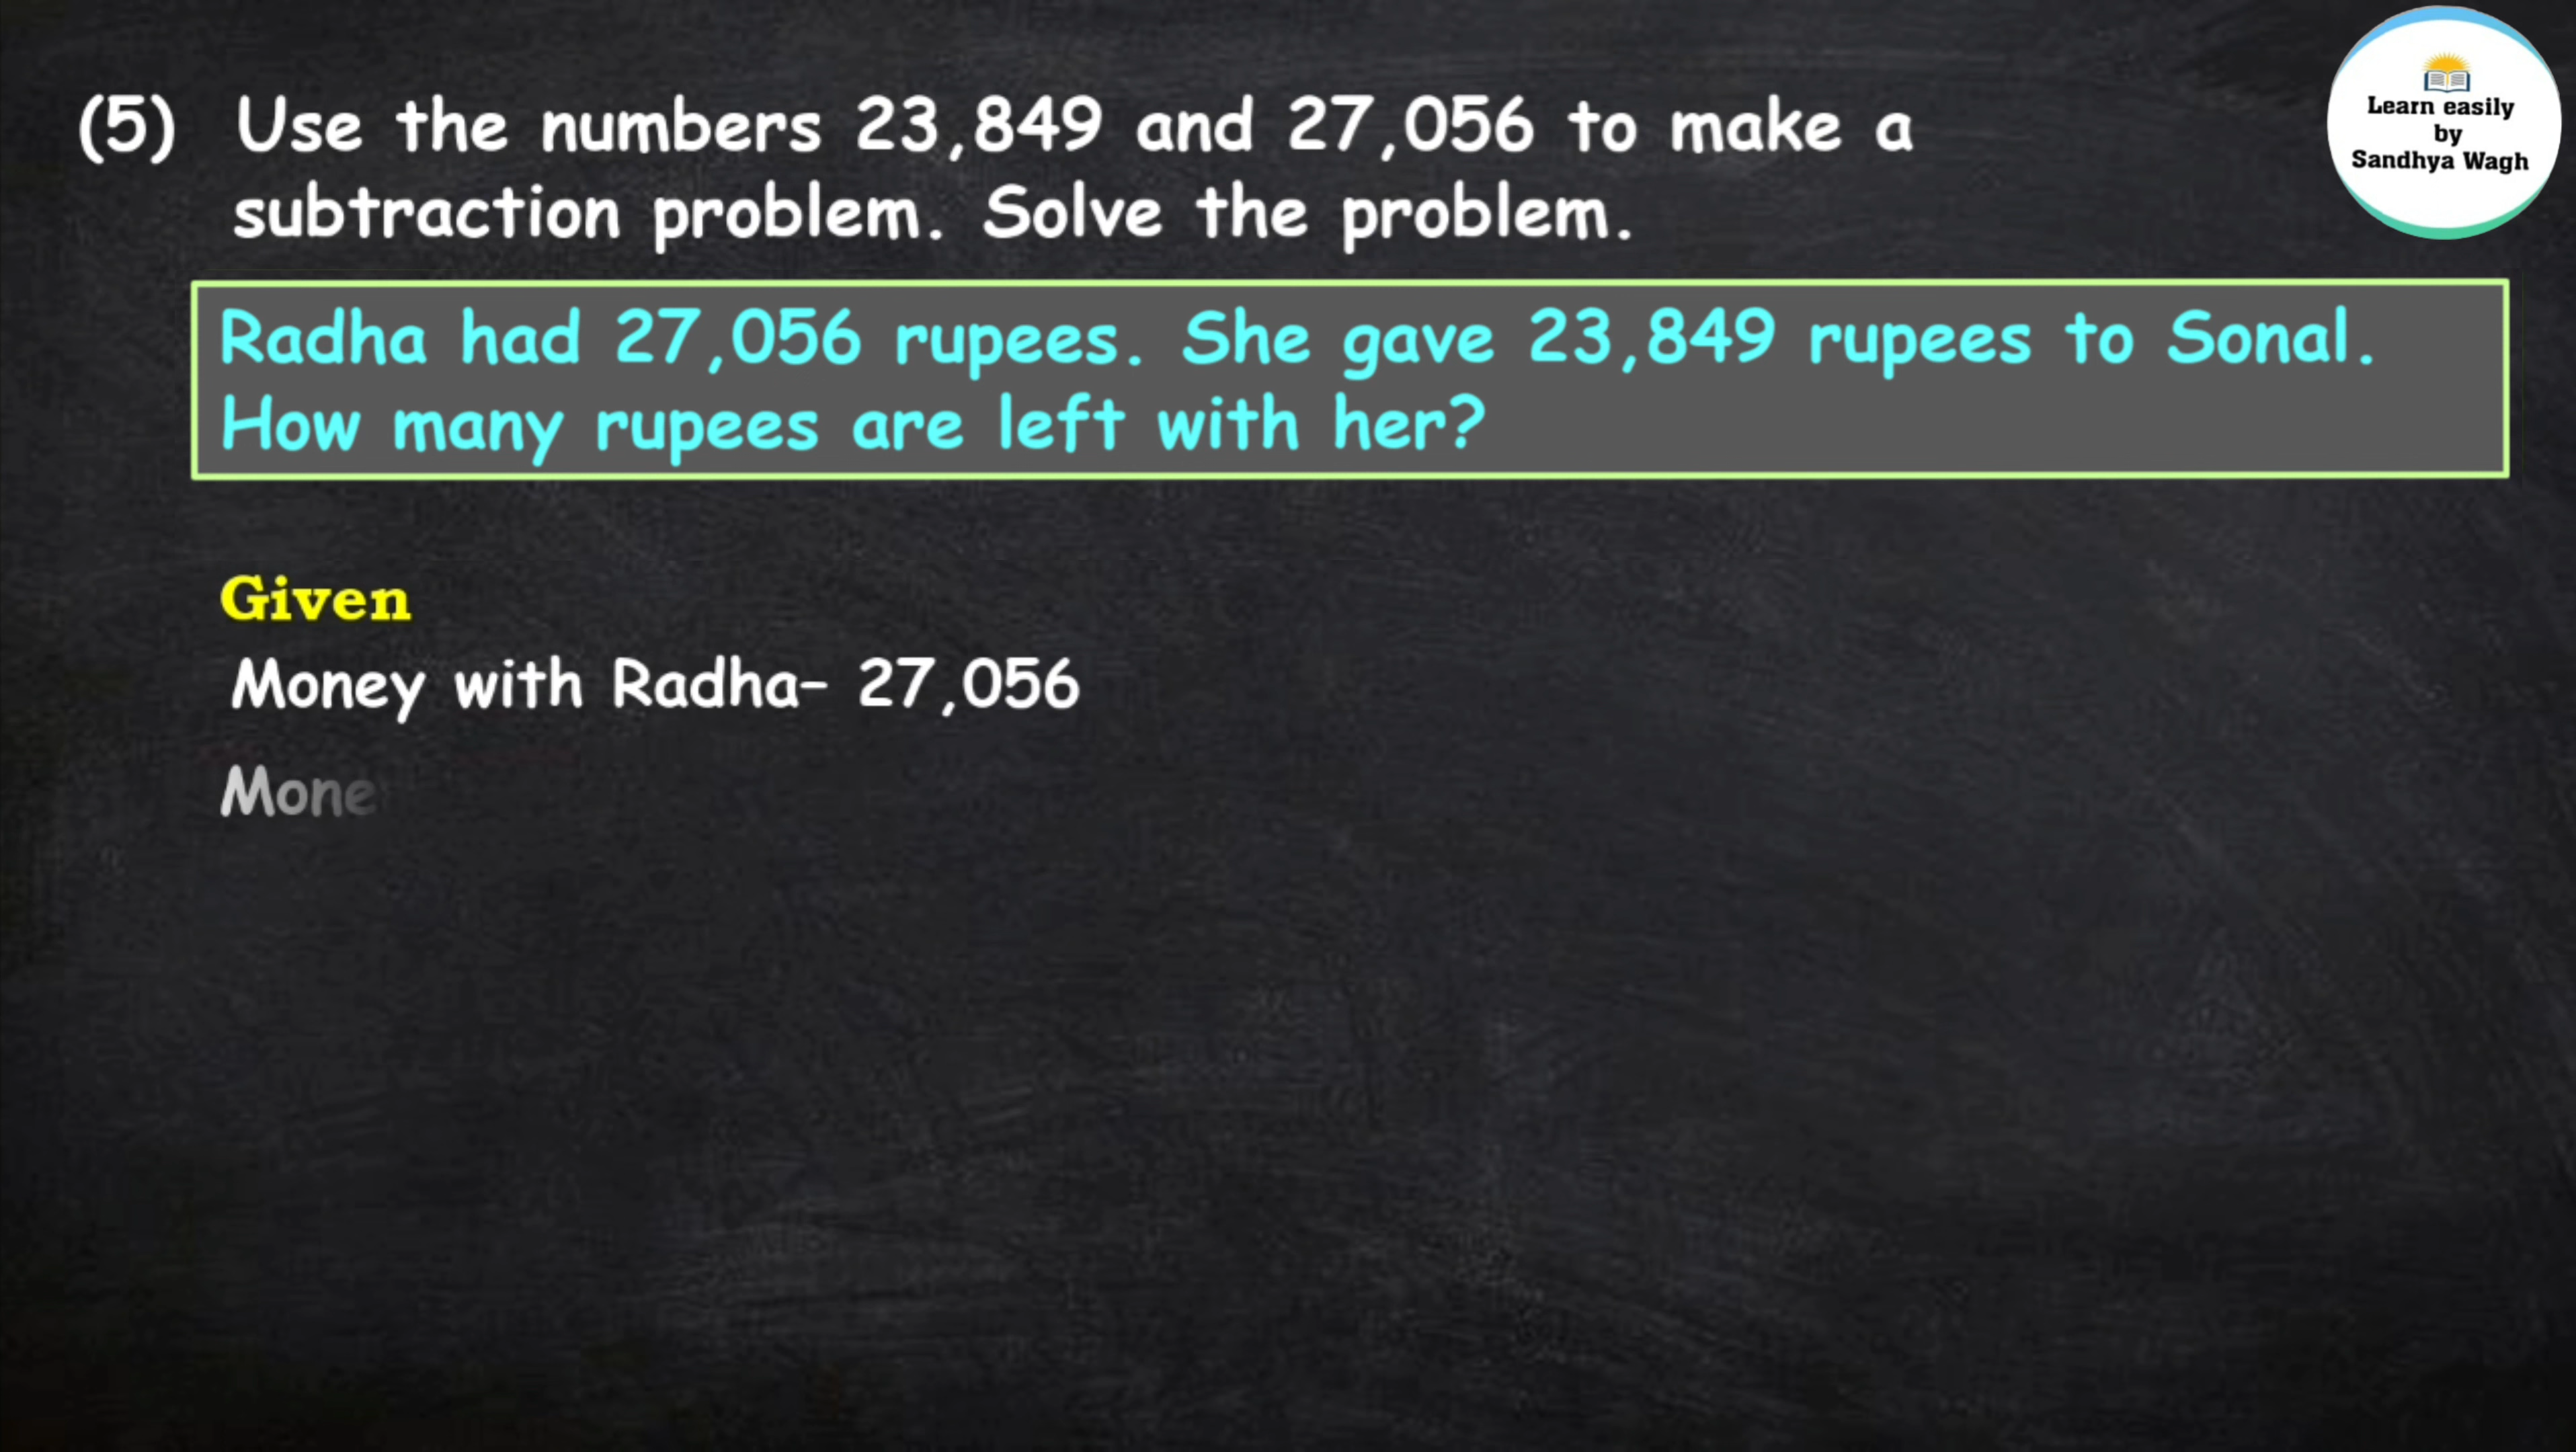 (5) Use the numbers 23,849 and 27,056 to make a
subtraction problem. Solve the problem.
Learn easily
by
Sandhya Wagh
Radha had 27,056 rupees. She gave 23,849 rupees to Sonal.
How many rupees are left with her?
Given
Money with Radha– 27,056
Mone